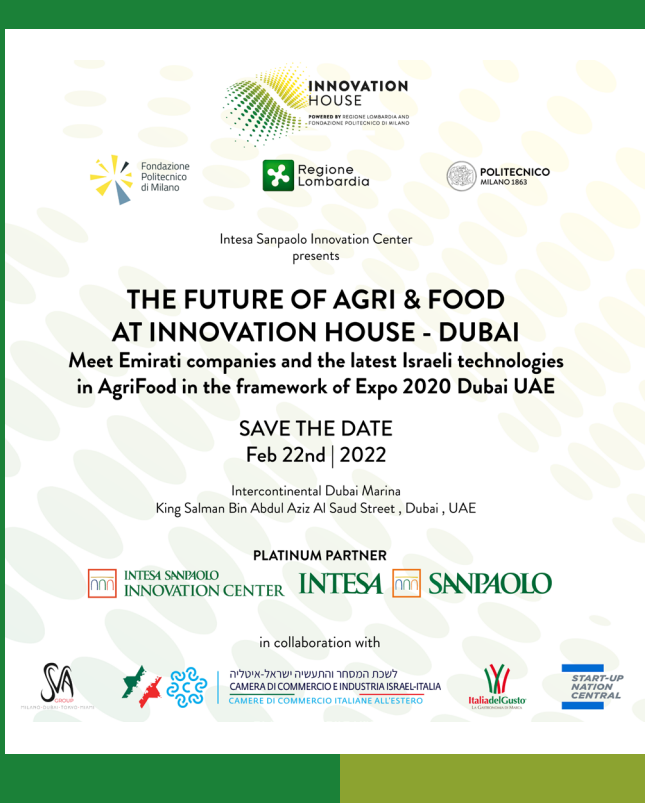 INNOVATION
HOUSE
POWERED BY REGIONE LOMBARDIA AND
FONDAZIONE POLITECNICO DI MILANO
Fondazione
Politecnico
di Milano
Regione
Lombardia
POLITECNICO
MILANO 1863
Intesa Sanpaolo Innovation Center
presents
THE FUTURE OF AGRI & FOOD
AT INNOVATION HOUSE - DUBAI
Meet Emirati companies and the latest Israeli technologies
in AgriFood in the framework of Expo 2020 Dubai UAE
SAVE THE DATE
Feb 22nd | 2022
Intercontinental Dubai Marina
King Salman Bin Abdul Aziz Al Saud Street , Dubai , UAE
PLATINUM PARTNER
INTESA SANPAOLO
INNOVATION CENTER
INTESA SANPAOLO
in collaboration with
SVA
GROUP
לשכת המסחר והתעשיה ישראל-איטליה
CAMERA DI COMMERCIO E INDUSTRIA ISRAEL-ITALIA
CAMERE DI COMMERCIO ITALIANE ALL'ESTERO
ItaliadelGusto
START-UP
NATION
CENTRAL